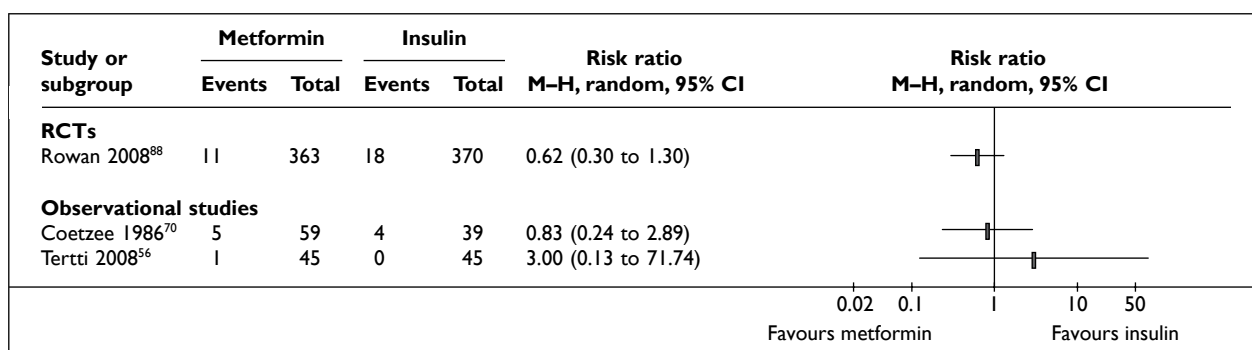 Metformin Insulin
Study or subgroup Events Total Events Total Risk ratio M–H, random, 95% CI Risk ratio M–H, random, 95% CI
RCTs
Rowan 2008⁸⁸ 11 363 18 370 0.62 (0.30 to 1.30)
Observational studies
Coetzee 1986⁷⁰ 5 59 4 39 0.83 (0.24 to 2.89)
Tertti 2008⁵⁶ 1 45 0 45 3.00 (0.13 to 71.74)
0.02 0.1 1 10 50
Favours metformin Favours insulin